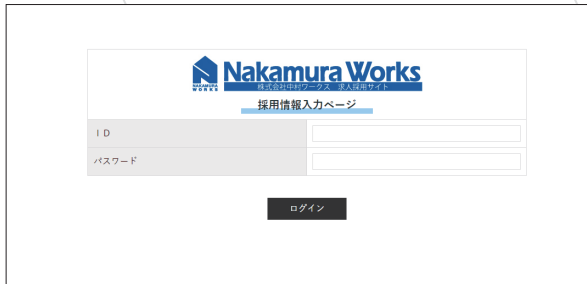 NAKAMURA
WORKS
Nakamura Works
株式会社中村ワークス 求人採用サイト
採用情報入力ページ
ＩＤ
パスワード
ログイン